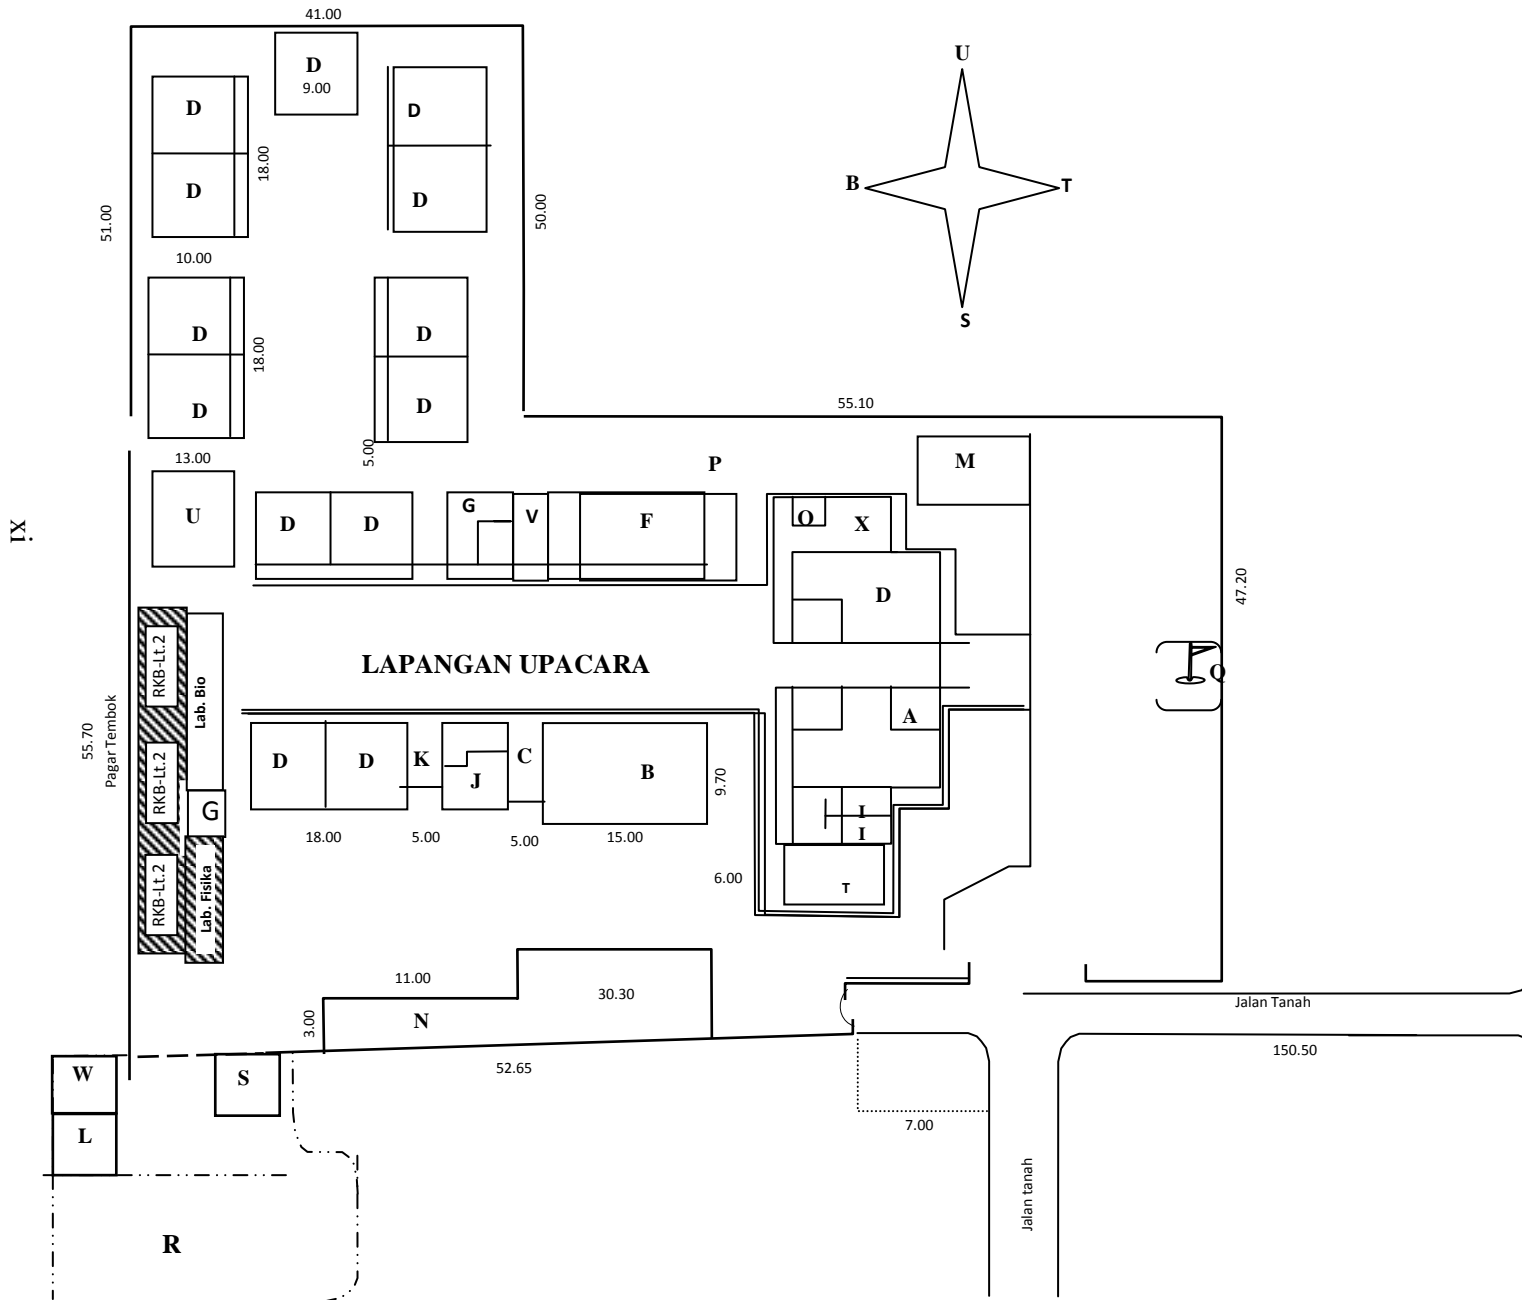 41.00
U
D
9.00
D
D
18.00
B
T
D
D
51.00
50.00
10.00
S
D
D
18.00
D
D
55.10
13.00
5.00
P
M
U
D
D
G
V
F
O
X
xi
D
47.20
LAPANGAN UPACARA
Q
RKB-Lt.2
Lab. Bio
55.70
Pagar Tembok
A
D
D
K
J
C
B
9.70
RKB-Lt.2
G
I
I
18.00
5.00
5.00
15.00
6.00
T
RKB-Lt.2
Lab. Fisika
11.00
30.30
3.00
N
Jalan Tanah
150.50
52.65
W
S
L
7.00
Jalan tanah
R